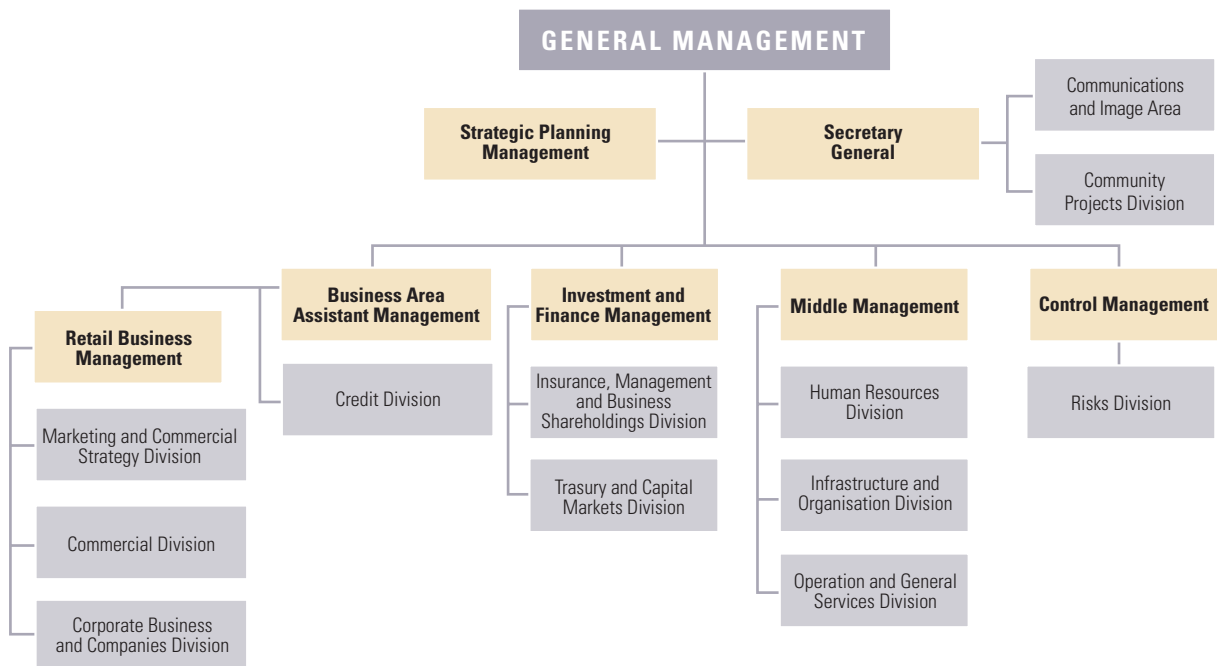 GENERAL MANAGEMENT
Communications
and Image Area
Strategic Planning
Management
Secretary
General
Community
Projects Division
Business Area
Assistant Management
Investment and
Finance Management
Middle Management
Control Management
Retail Business
Management
Credit Division
Insurance, Management
and Business
Shareholdings Division
Human Resources
Division
Risks Division
Marketing and Commercial
Strategy Division
Trasury and Capital
Markets Division
Infrastructure and
Organisation Division
Commercial Division
Operation and General
Services Division
Corporate Business
and Companies Division